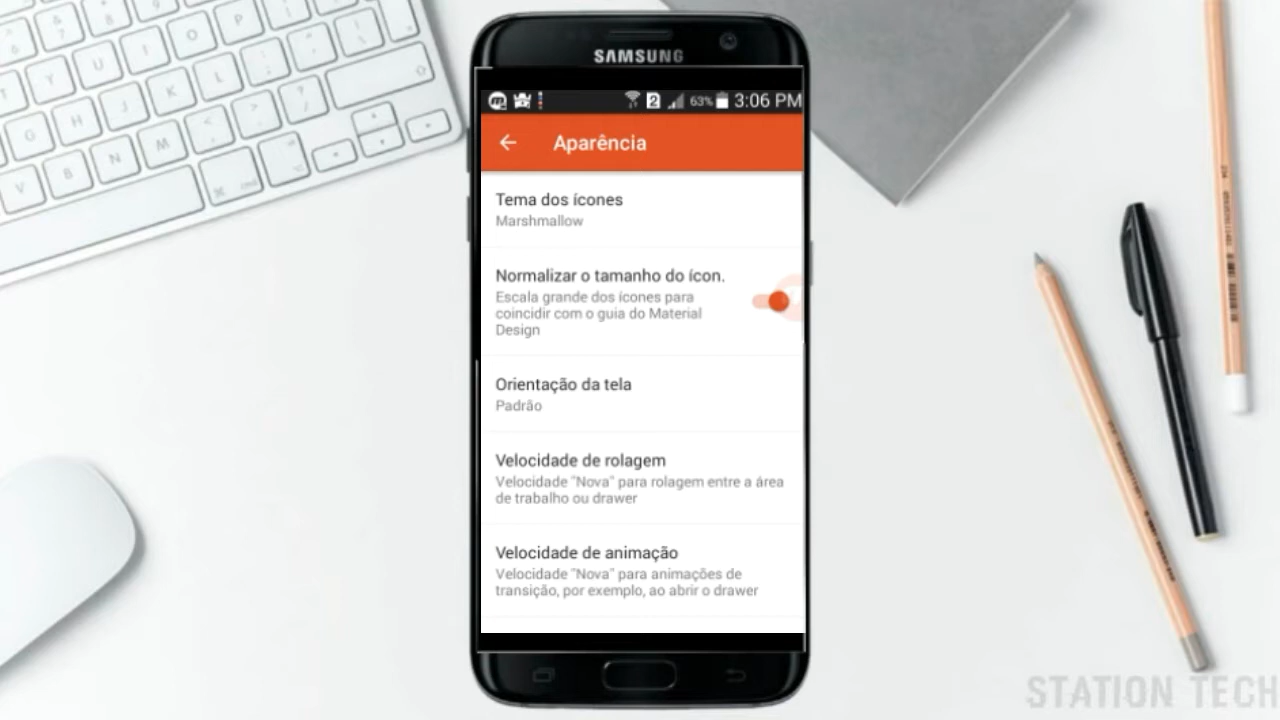 SAMSUNG
2 63% 3:06 PM
Aparência
Tema dos ícones
Marshmallow
Normalizar o tamanho do ícon.
Escala grande dos ícones para
coincidir com o guia do Material
Design
Orientação da tela
Padrão
Velocidade de rolagem
Velocidade "Nova" para rolagem entre a área
de trabalho ou drawer
Velocidade de animação
Velocidade "Nova" para animações de
transição, por exemplo, ao abrir o drawer
STATION TECH